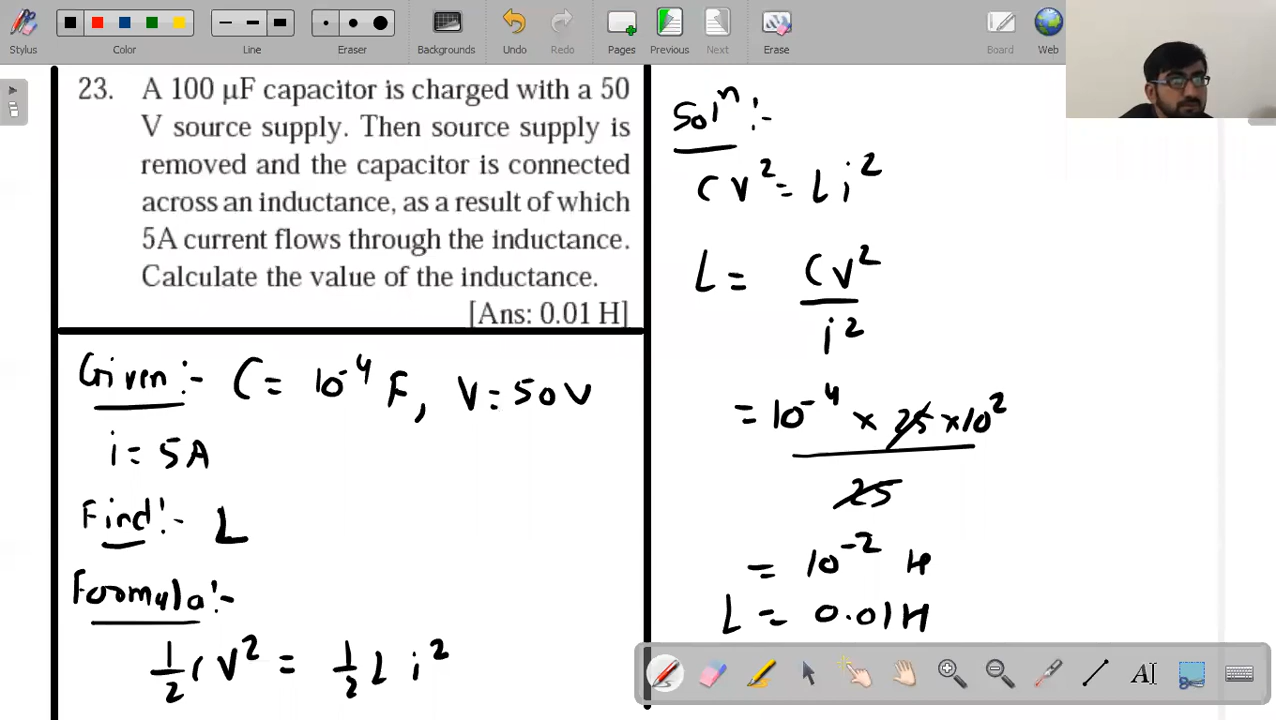 Stylus
Color
Line
Eraser
Backgrounds
Undo
Redo
Pages
Previous
Next
Erase
Board
Web
23. A 100 μF capacitor is charged with a 50
V source supply. Then source supply is
removed and the capacitor is connected
across an inductance, as a result of which
5A current flows through the inductance.
Calculate the value of the inductance.
[Ans: 0.01 H]
Given :- C = 10⁻⁴ F, V = 50 V
i = 5A
Find :- L
Formula :-
1/2 C V² = 1/2 L i²
Solⁿ :-
C V² = L i²
L = CV²
i²
= 10⁻⁴ x 25 x 10²
25
= 10⁻² H
L = 0.01 H
A